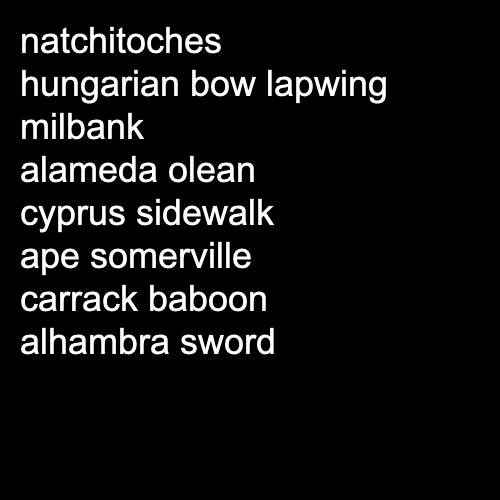 natchitoches
hungarian bow lapwing
milbank
alameda olean
cyprus sidewalk
ape somerville
carrack baboon
alhambra sword